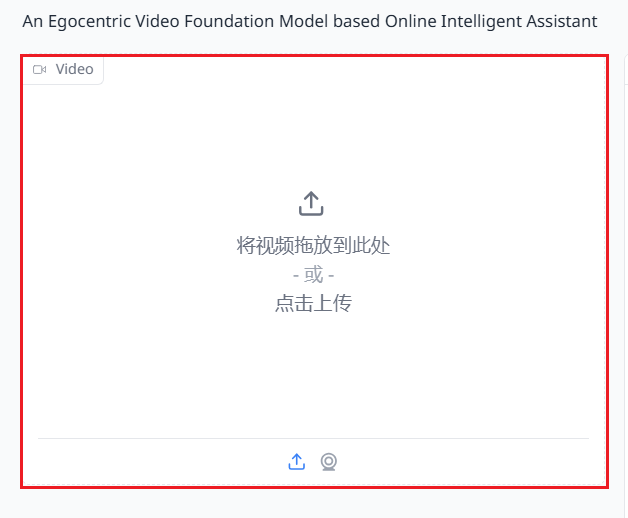 An Egocentric Video Foundation Model based Online Intelligent Assistant
Video
将视频拖放到此处
- 或 -
点击上传